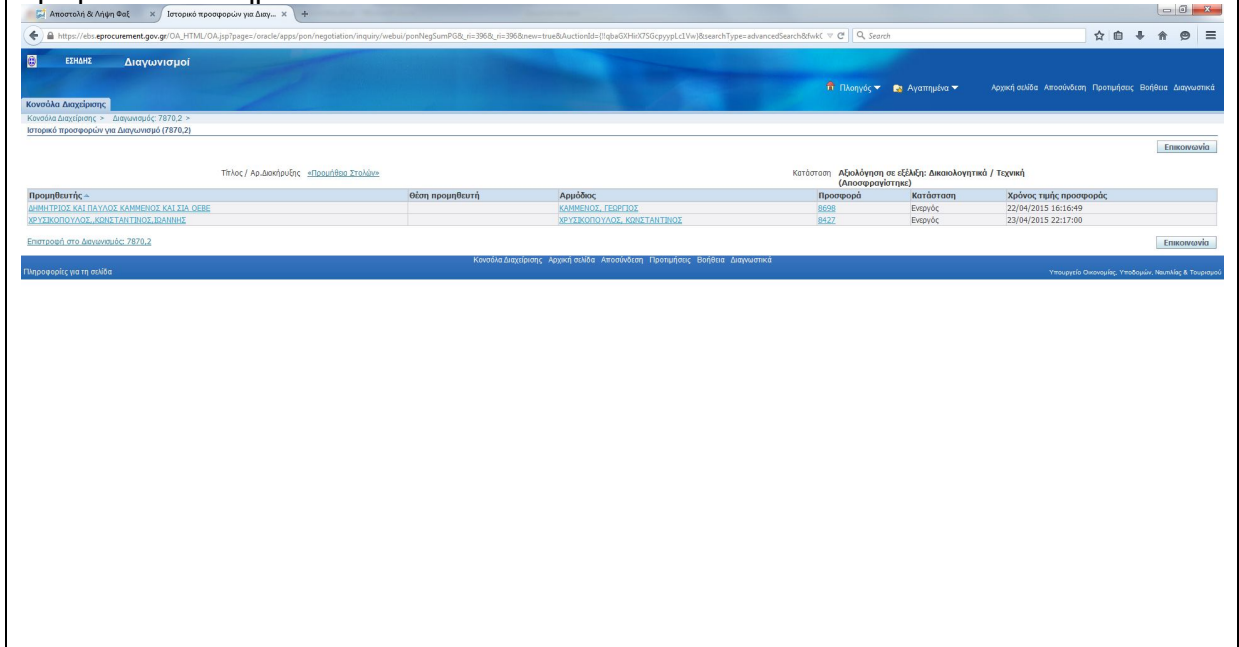 Αποστολή & Λήψη Φαξ × Ιστορικό προσφορών για Διαγ... × +
https://ebs.eprocurement.gov.gr/OA_HTML/OA.jsp?page=/oracle/apps/pon/negotiation/inquiry/webui/ponNegSumPG&_ri=396&_ri=396&new=true&AuctionId= Search
ΕΣΗΔΗΣ Διαγωνισμοί
Πλοηγός Αγαπημένα Αρχική σελίδα Αποσύνδεση Προτιμήσεις Βοήθεια Διαγνωστικά
Κονσόλα Διαχείρισης
Κονσόλα Διαχείρισης > Διαγωνισμός: 7870,2 >
Ιστορικό προσφορών για Διαγωνισμό (7870,2)
Επικοινωνία
Τίτλος / Αρ.Διακήρυξης «Προμήθεια Στολών» Κατάσταση Αξιολόγηση σε εξέλιξη: Δικαιολογητικά / Τεχνική
(Αποσφραγίστηκε)
Προμηθευτής Θέση προμηθευτή Αρμόδιος Προσφορά Κατάσταση Χρόνος τιμής προσφοράς
ΔΗΜΗΤΡΙΟΣ ΚΑΙ ΠΑΥΛΟΣ ΚΑΜΜΕΝΟΣ ΚΑΙ ΣΙΑ ΟΕΒΕ ΚΑΜΜΕΝΟΣ, ΓΕΩΡΓΙΟΣ 8698 Ενεργός 22/04/2015 16:16:49
ΧΡΥΣΙΚΟΠΟΥΛΟΣ,,ΚΩΝΣΤΑΝΤΙΝΟΣ,ΙΩΑΝΝΗΣ ΧΡΥΣΙΚΟΠΟΥΛΟΣ, ΚΩΝΣΤΑΝΤΙΝΟΣ 8427 Ενεργός 23/04/2015 22:17:00
Επιστροφή στο Διαγωνισμός: 7870,2 Επικοινωνία
Κονσόλα Διαχείρισης Αρχική σελίδα Αποσύνδεση Προτιμήσεις Βοήθεια Διαγνωστικά
Πληροφορίες για τη σελίδα Υπουργείο Οικονομίας, Υποδομών, Ναυτιλίας & Τουρισμού